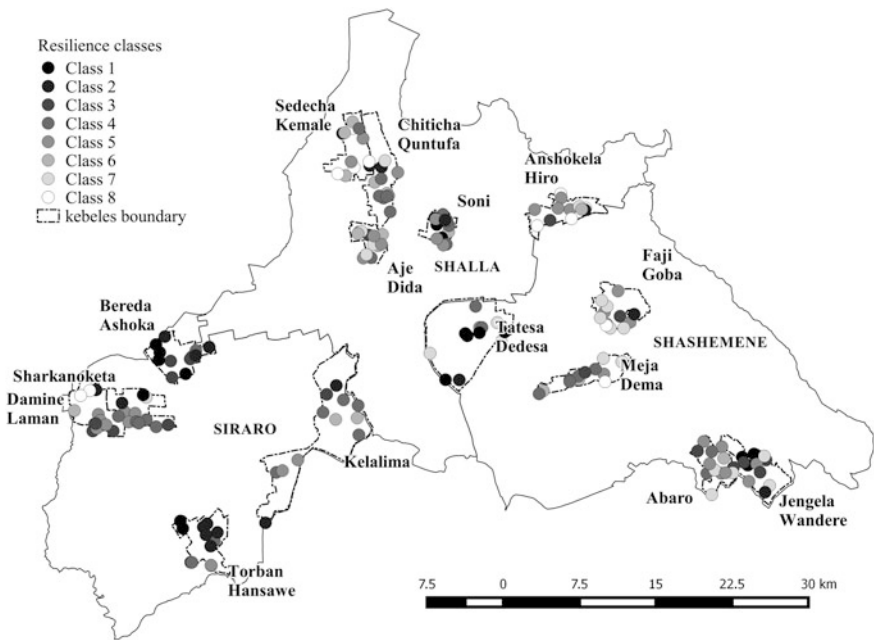 Resilience classes
Class 1
Class 2
Class 3
Class 4
Class 5
Class 6
Class 7
Class 8
kebeles boundary
Sedecha
Kemale
Chiticha
Quntufa
Anshokela
Hiro
Soni
SHALLA
Aje
Dida
Faji
Goba
Bereda
Ashoka
Tatesa
Dedesa
SHASHEMENE
Meja
Dema
Sharkanoketa
Damine
Laman
SIRARO
Kelalima
Abaro
Jengela
Wandere
Torban
Hansawe
7.5 0 7.5 15 22.5 30 km